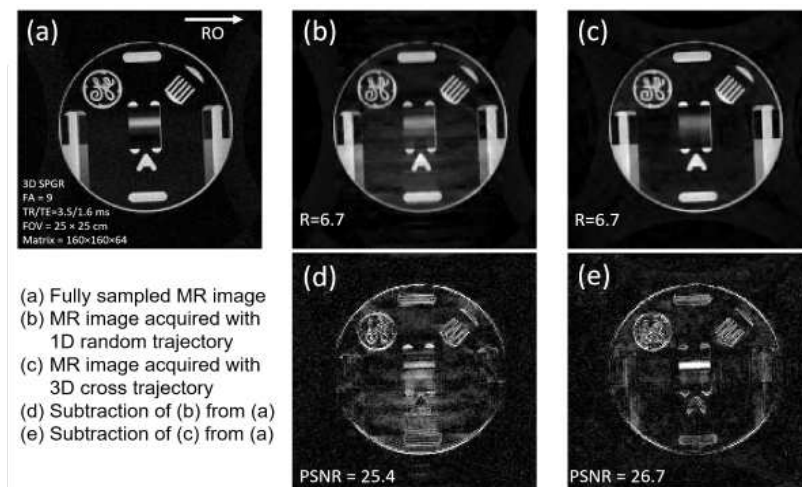 (a)
RO
3D SPGR
FA = 9
TR/TE=3.5/1.6 ms
FOV = 25 × 25 cm
Matrix = 160×160×64
(b)
R=6.7
(c)
R=6.7
(a) Fully sampled MR image
(b) MR image acquired with
1D random trajectory
(c) MR image acquired with
3D cross trajectory
(d) Subtraction of (b) from (a)
(e) Subtraction of (c) from (a)
(d)
PSNR = 25.4
(e)
PSNR = 26.7